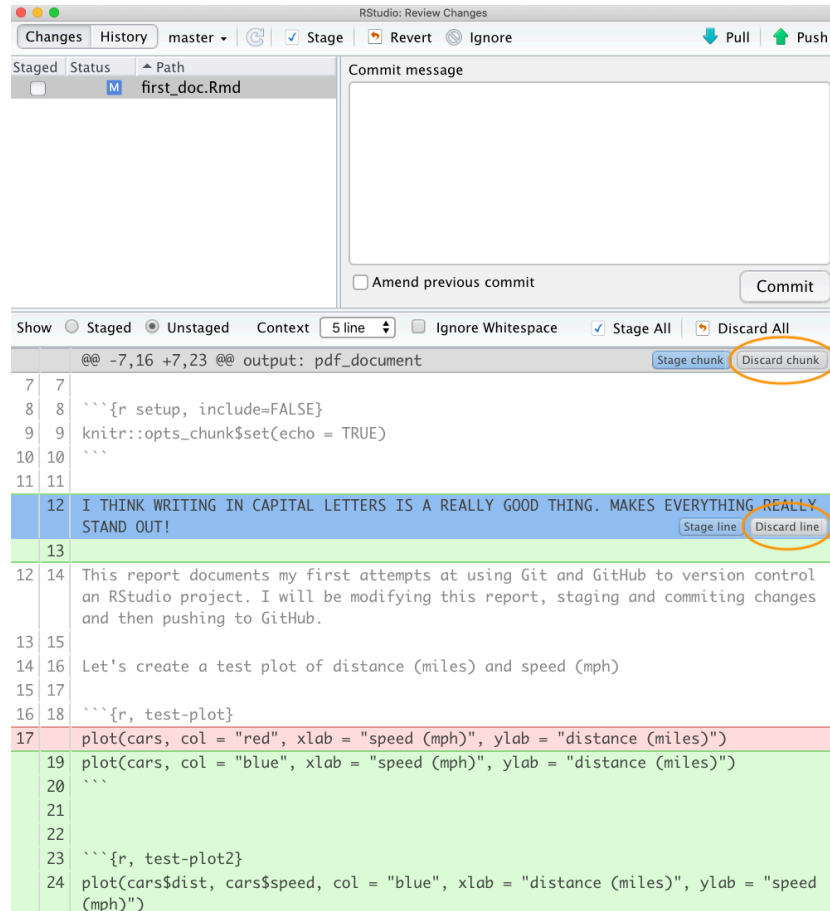 RStudio: Review Changes
Changes History master Stage Revert Ignore Pull Push
Staged Status Path
M first_doc.Rmd
Commit message
Amend previous commit
Commit
Show Staged Unstaged Context 5 line Ignore Whitespace Stage All Discard All
@@ -7,16 +7,23 @@ output: pdf_document Stage chunk Discard chunk
7 7
8 8 ```{r setup, include=FALSE}
9 9 knitr::opts_chunk$set(echo = TRUE)
10 10 ```
11 11
12 I THINK WRITING IN CAPITAL LETTERS IS A REALLY GOOD THING. MAKES EVERYTHING REALLY
STAND OUT! Stage line Discard line
13
12 14 This report documents my first attempts at using Git and GitHub to version control
an RStudio project. I will be modifying this report, staging and commiting changes
and then pushing to GitHub.
13 15
14 16 Let's create a test plot of distance (miles) and speed (mph)
15 17
16 18 ```{r, test-plot}
17 plot(cars, col = "red", xlab = "speed (mph)", ylab = "distance (miles)")
19 plot(cars, col = "blue", xlab = "speed (mph)", ylab = "distance (miles)")
20 ```
21
22
23 ```{r, test-plot2}
24 plot(cars$dist, cars$speed, col = "blue", xlab = "distance (miles)", ylab = "speed
(mph)")